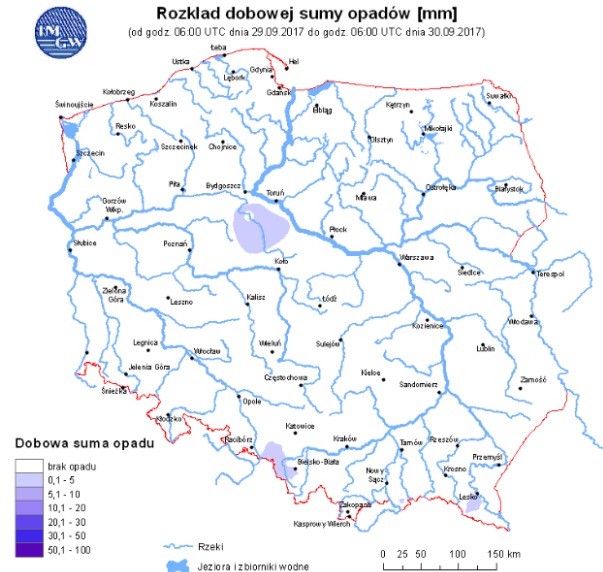 Rozkład dobowej sumy opadów [mm]
(od godz. 06:00 UTC dnia 29.09.2017 do godz. 06:00 UTC dnia 30.09.2017)
IM
GW
Łeba
Ustka
Hel
Gdynia
Lębork
Gdańsk
Kołobrzeg
Koszalin
Suwałki
Świnoujście
Elbląg
Kętrzyn
Resko
Mikołajki
Szczecinek
Chojnice
Olsztyn
Szczecin
Piła
Bydgoszcz
Toruń
Mława
Ostrołęka
Białystok
Gorzów
Wlkp.
Płock
Słubice
Poznań
Koło
Warszawa
Siedlce
Terespol
Zielona
Góra
Leszno
Kalisz
Łódź
Kozienice
Włodawa
Legnica
Wrocław
Wieluń
Sulejów
Lublin
Jelenia Góra
Kielce
Śnieżka
Częstochowa
Sandomierz
Zamość
Opole
Kłodzko
Katowice
Racibórz
Kraków
Tarnów
Rzeszów
Przemyśl
Bielsko-Biała
Nowy
Sącz
Krosno
Lesko
Zakopane
Kasprowy Wierch
Dobowa suma opadu
brak opadu
0,1 - 5
5,1 - 10
10,1 - 20
20,1 - 30
30,1 - 50
50,1 - 100
Rzeki
Jeziora i zbiorniki wodne
0 25 50 100 150 km